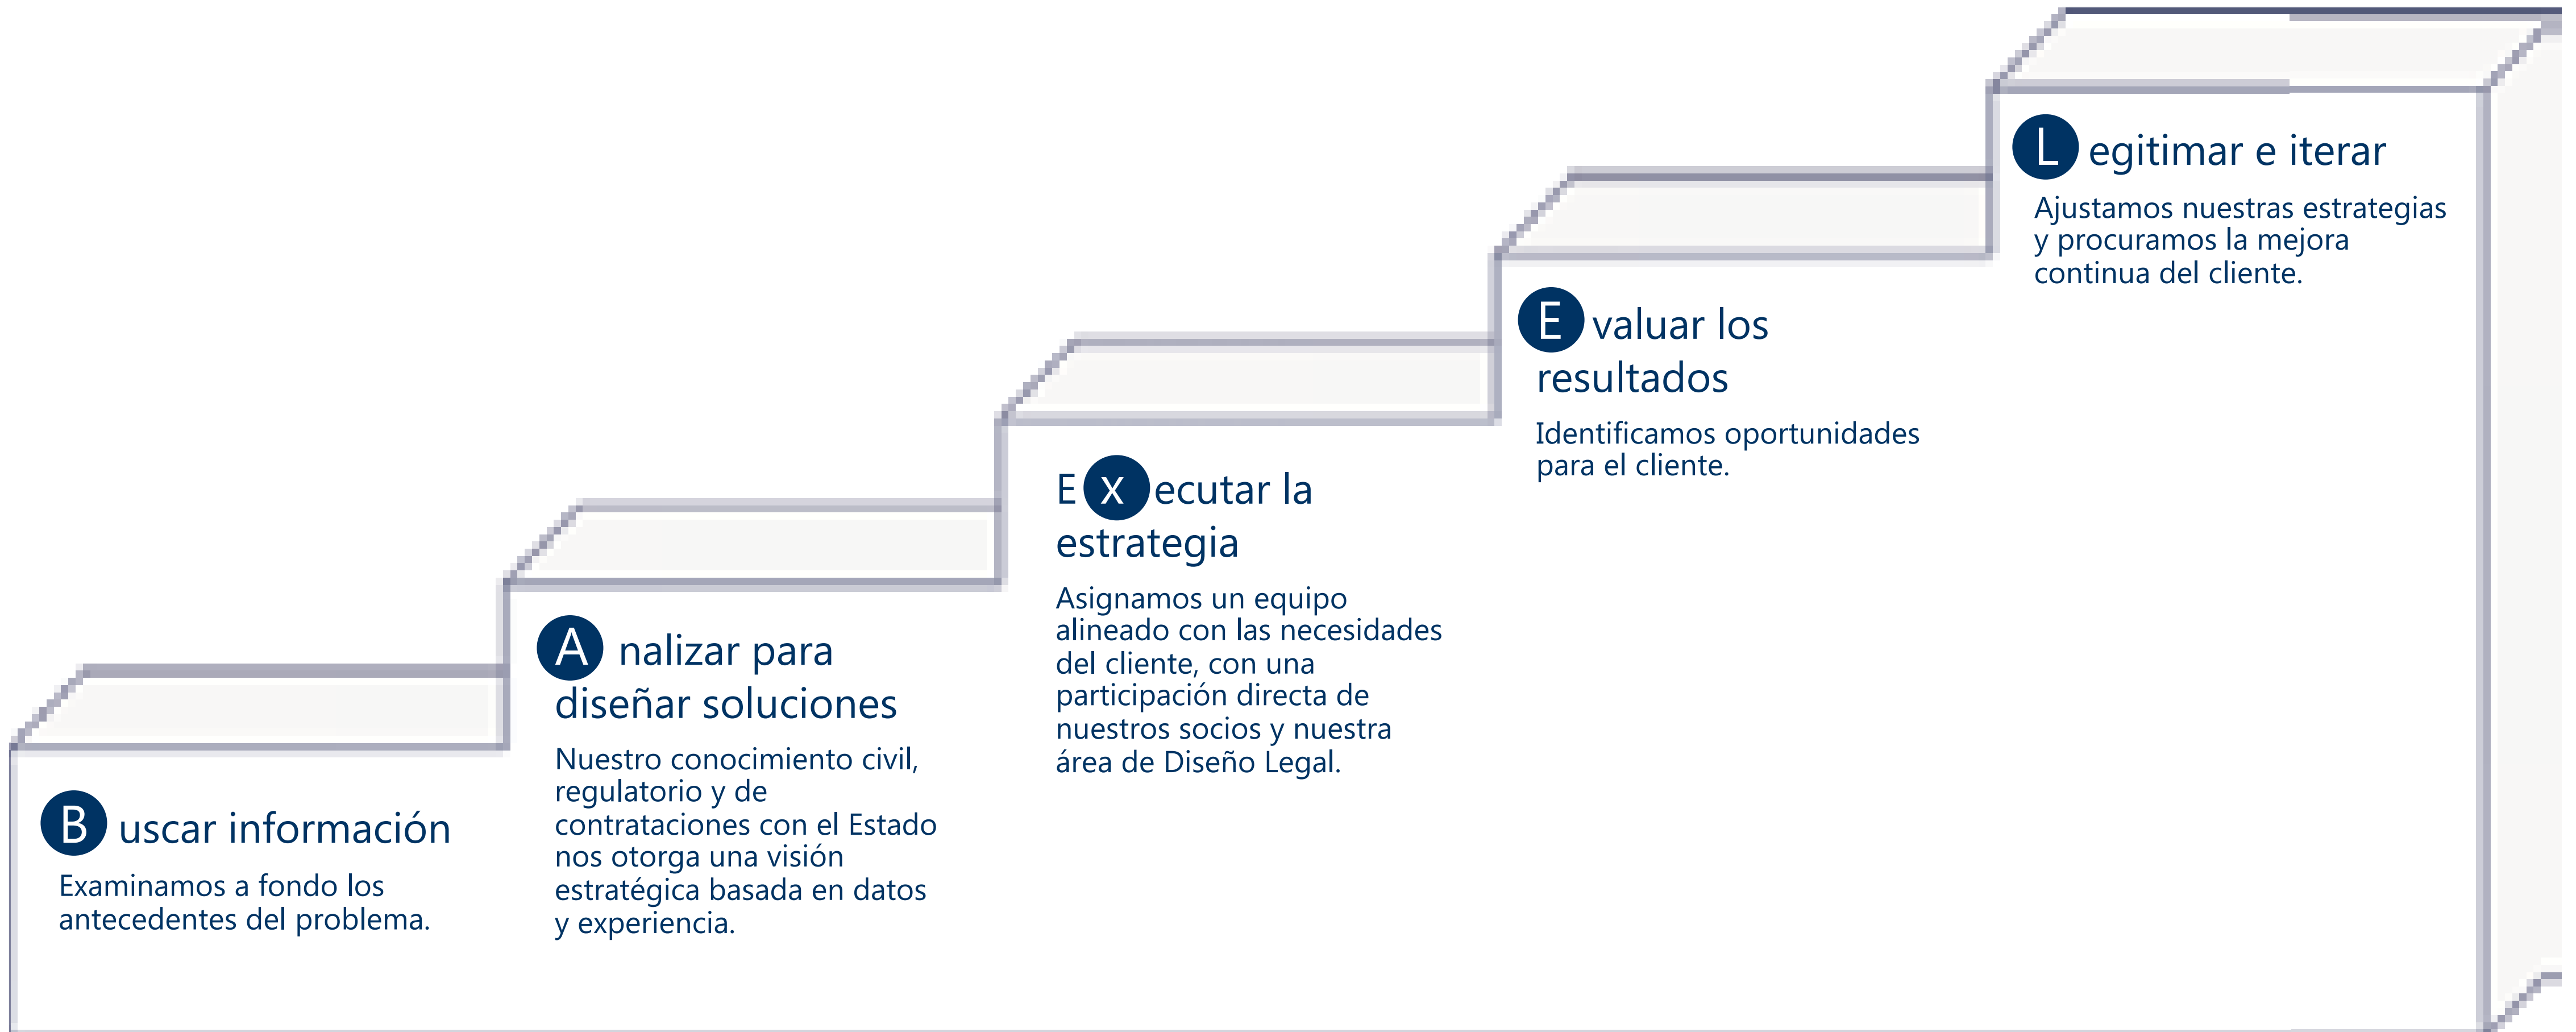 Buscar información
Examinamos a fondo los
antecedentes del problema.
Analizar para
diseñar soluciones
Nuestro conocimiento civil,
regulatorio y de
contrataciones con el Estado
nos otorga una visión
estratégica basada en datos
y experiencia.
Executar la
estrategia
Asignamos un equipo
alineado con las necesidades
del cliente, con una
participación directa de
nuestros socios y nuestra
área de Diseño Legal.
Evaluar los
resultados
Identificamos oportunidades
para el cliente.
Legitimar e iterar
Ajustamos nuestras estrategias
y procuramos la mejora
continua del cliente.